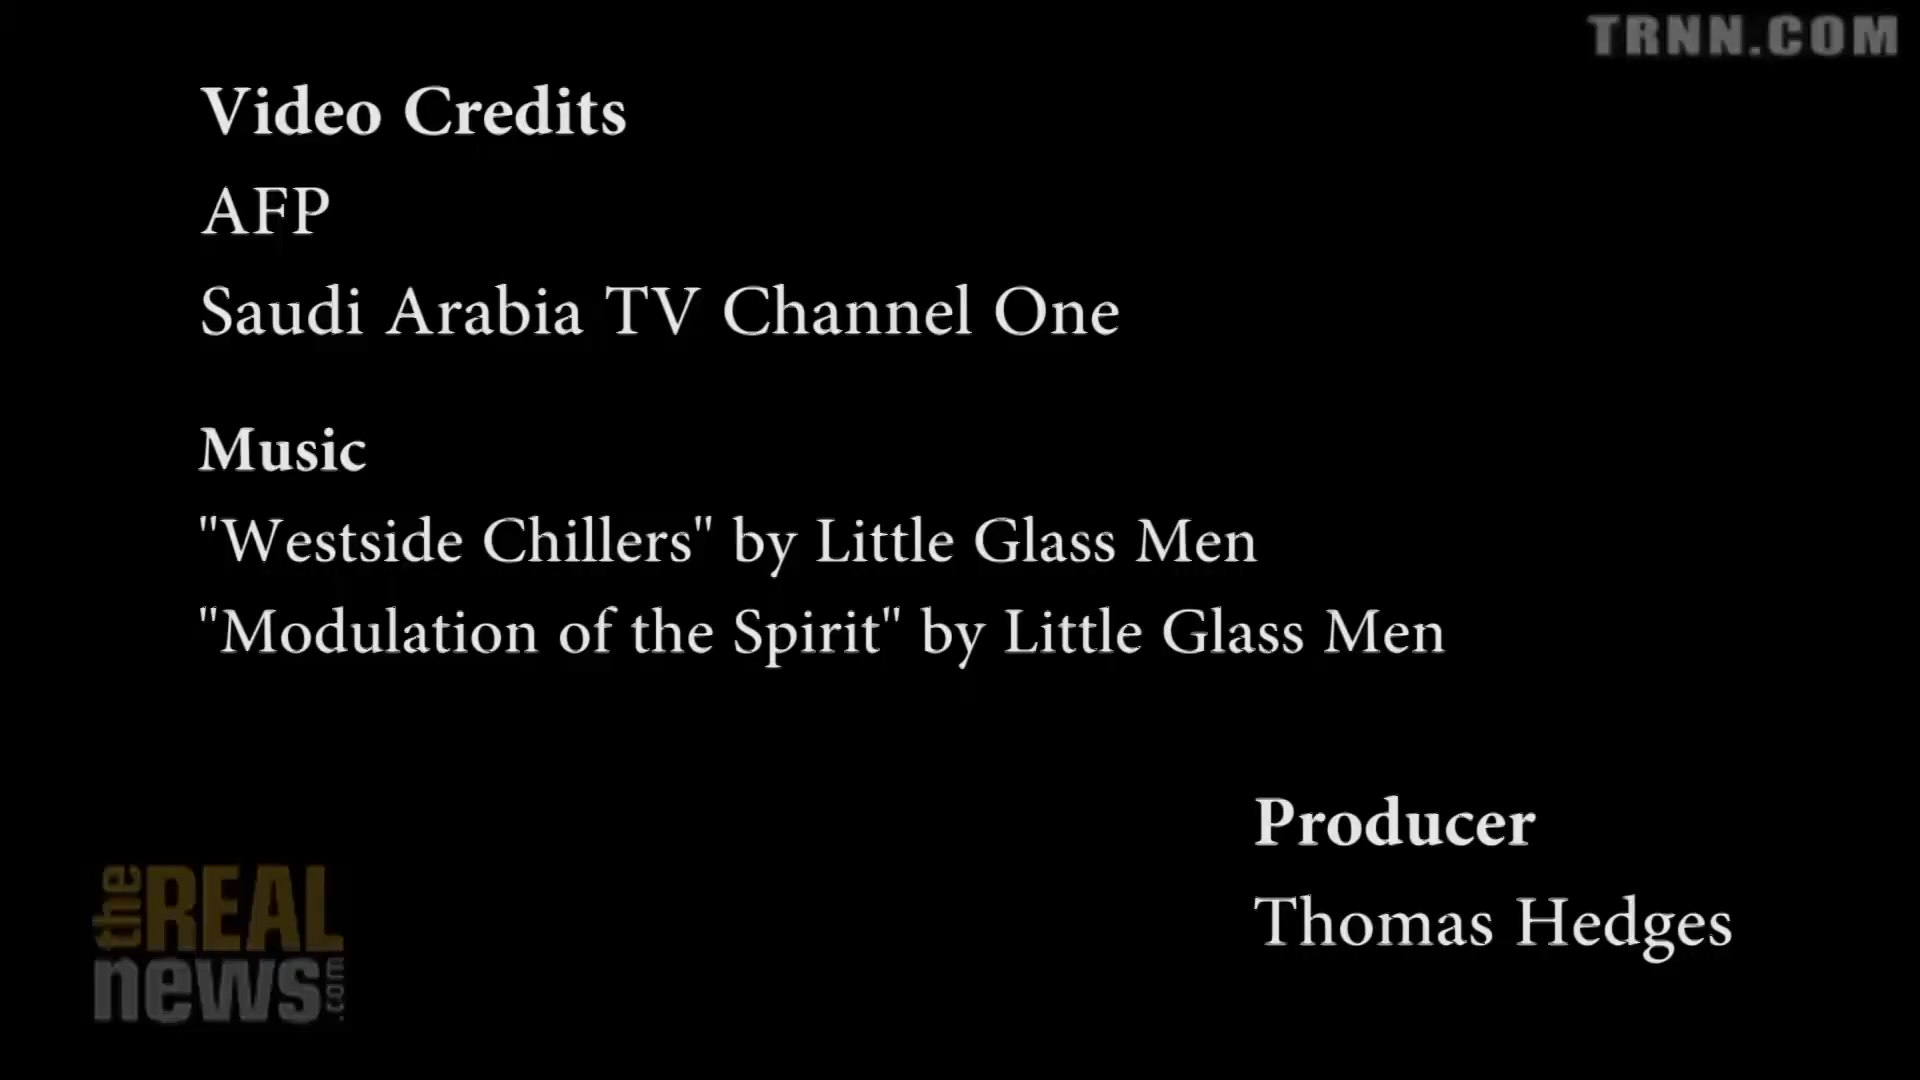 TRNN.COM
Video Credits
AFP
Saudi Arabia TV Channel One
Music
"Westside Chillers" by Little Glass Men
"Modulation of the Spirit" by Little Glass Men
Producer
Thomas Hedges
the REAL
news.com